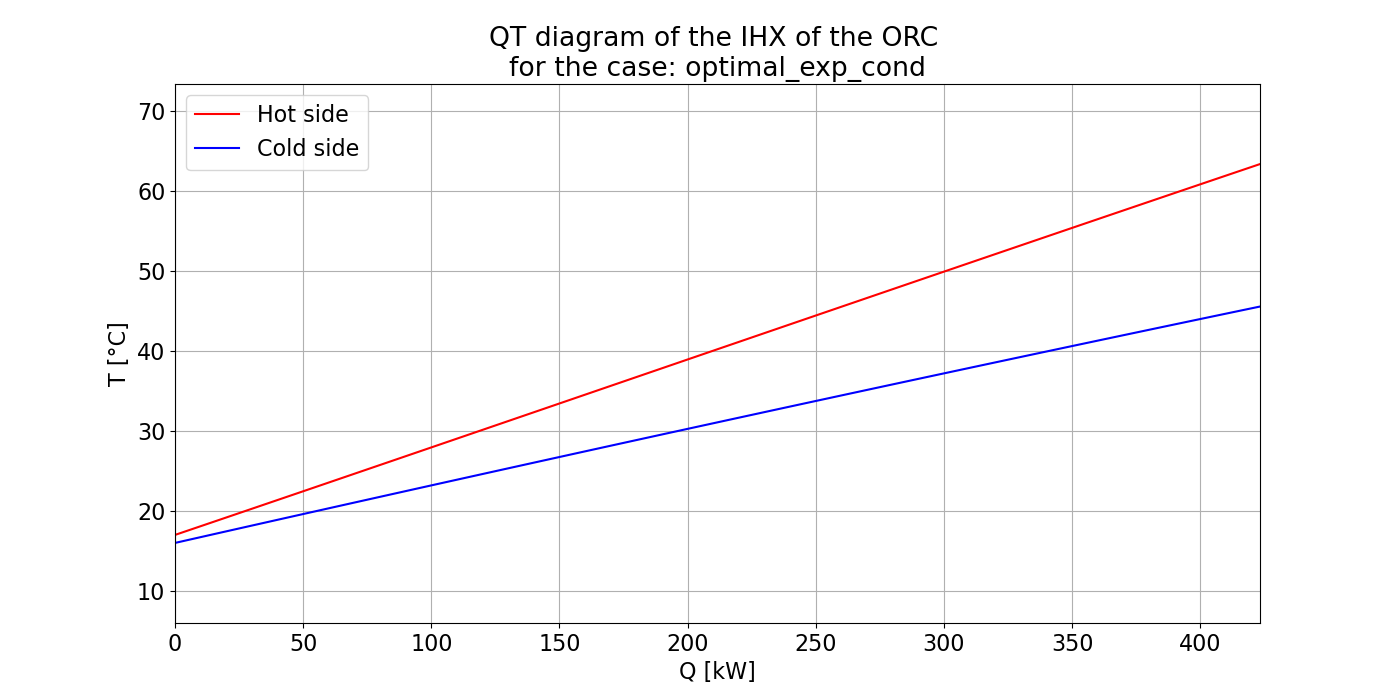 QT diagram of the IHX of the ORC
for the case: optimal_exp_cond
Hot side
Cold side
70
60
50
40
30
20
10
T [°C]
0 50 100 150 200 250 300 350 400
Q [kW]